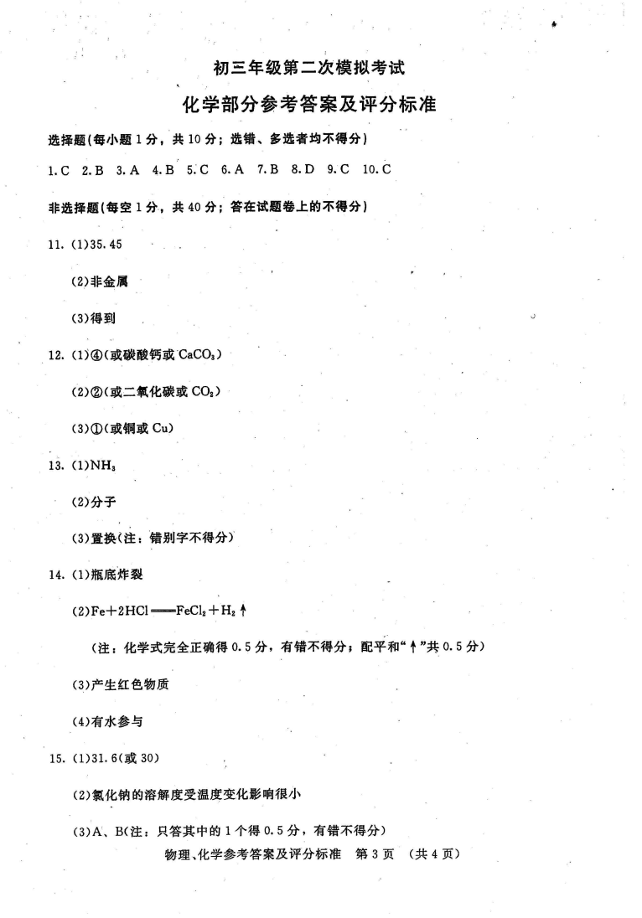 初三年级第二次模拟考试
化学部分参考答案及评分标准
选择题(每小题1分，共10分；选错、多选者均不得分)
1. C 2. B 3. A 4. B 5. C 6. A 7. B 8. D 9. C 10. C
非选择题(每空1分，共40分；答在试题卷上的不得分)
11. (1)35.45
(2)非金属
(3)得到
12. (1)④(或碳酸钙或 CaCO₃)
(2)②(或二氧化碳或 CO₂)
(3)①(或铜或 Cu)
13. (1)NH₃
(2)分子
(3)置换(注：错别字不得分)
14. (1)瓶底炸裂
(2)Fe+2HCl══FeCl₂+H₂↑
(注：化学式完全正确得0.5分，有错不得分；配平和“↑”共0.5分)
(3)产生红色物质
(4)有水参与
15. (1)31.6(或30)
(2)氯化钠的溶解度受温度变化影响很小
(3)A、B(注：只答其中的1个得0.5分，有错不得分)
物理、化学参考答案及评分标准 第3页 (共4页)